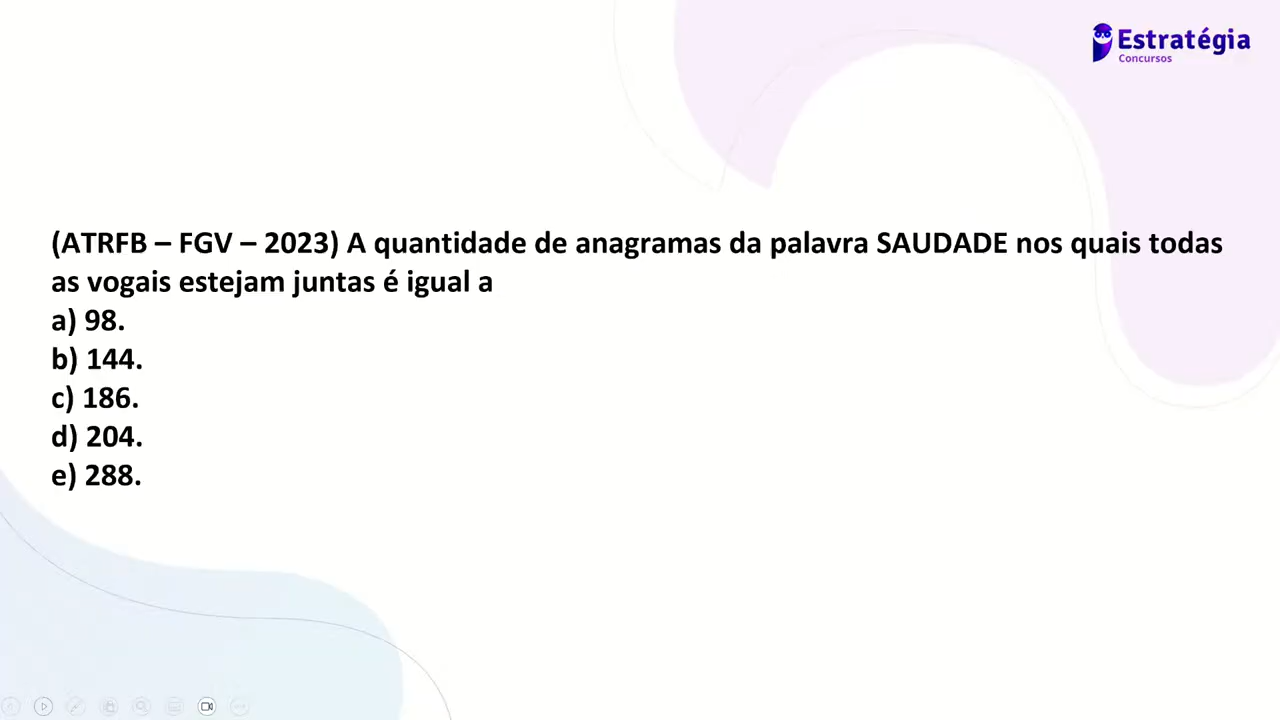 Estratégia
Concursos
(ATRFB – FGV – 2023) A quantidade de anagramas da palavra SAUDADE nos quais todas
as vogais estejam juntas é igual a
a) 98.
b) 144.
c) 186.
d) 204.
e) 288.